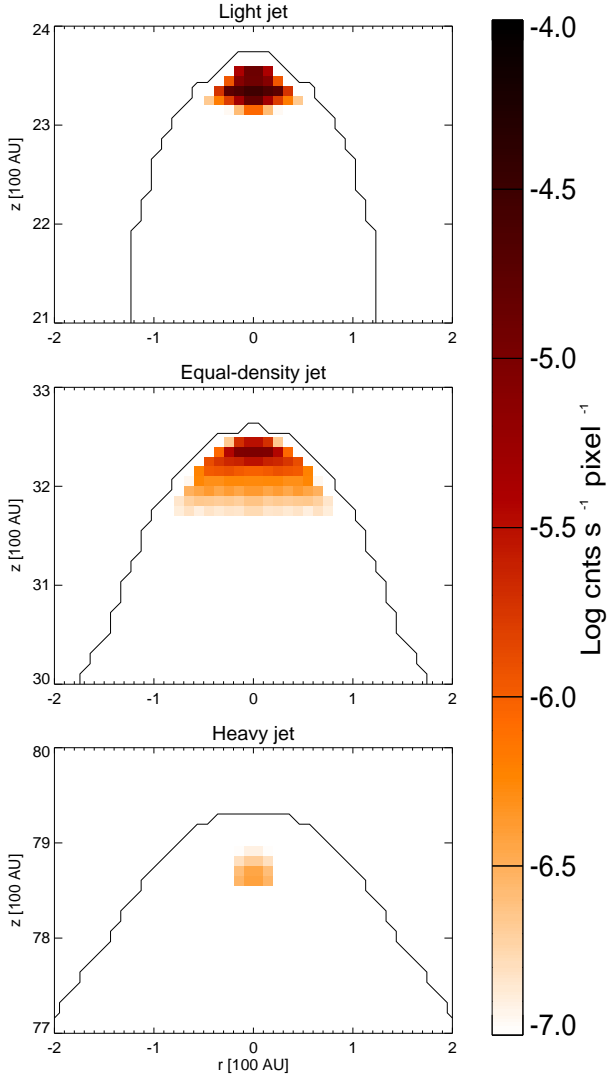 Light jet
24
23
22
21
z [100 AU]
-2 -1 0 1 2
Equal-density jet
33
32
31
30
z [100 AU]
-2 -1 0 1 2
Heavy jet
80
79
78
77
z [100 AU]
-2 -1 0 1 2
r [100 AU]
-4.0
-4.5
-5.0
-5.5
-6.0
-6.5
-7.0
Log cnts s⁻¹ pixel⁻¹